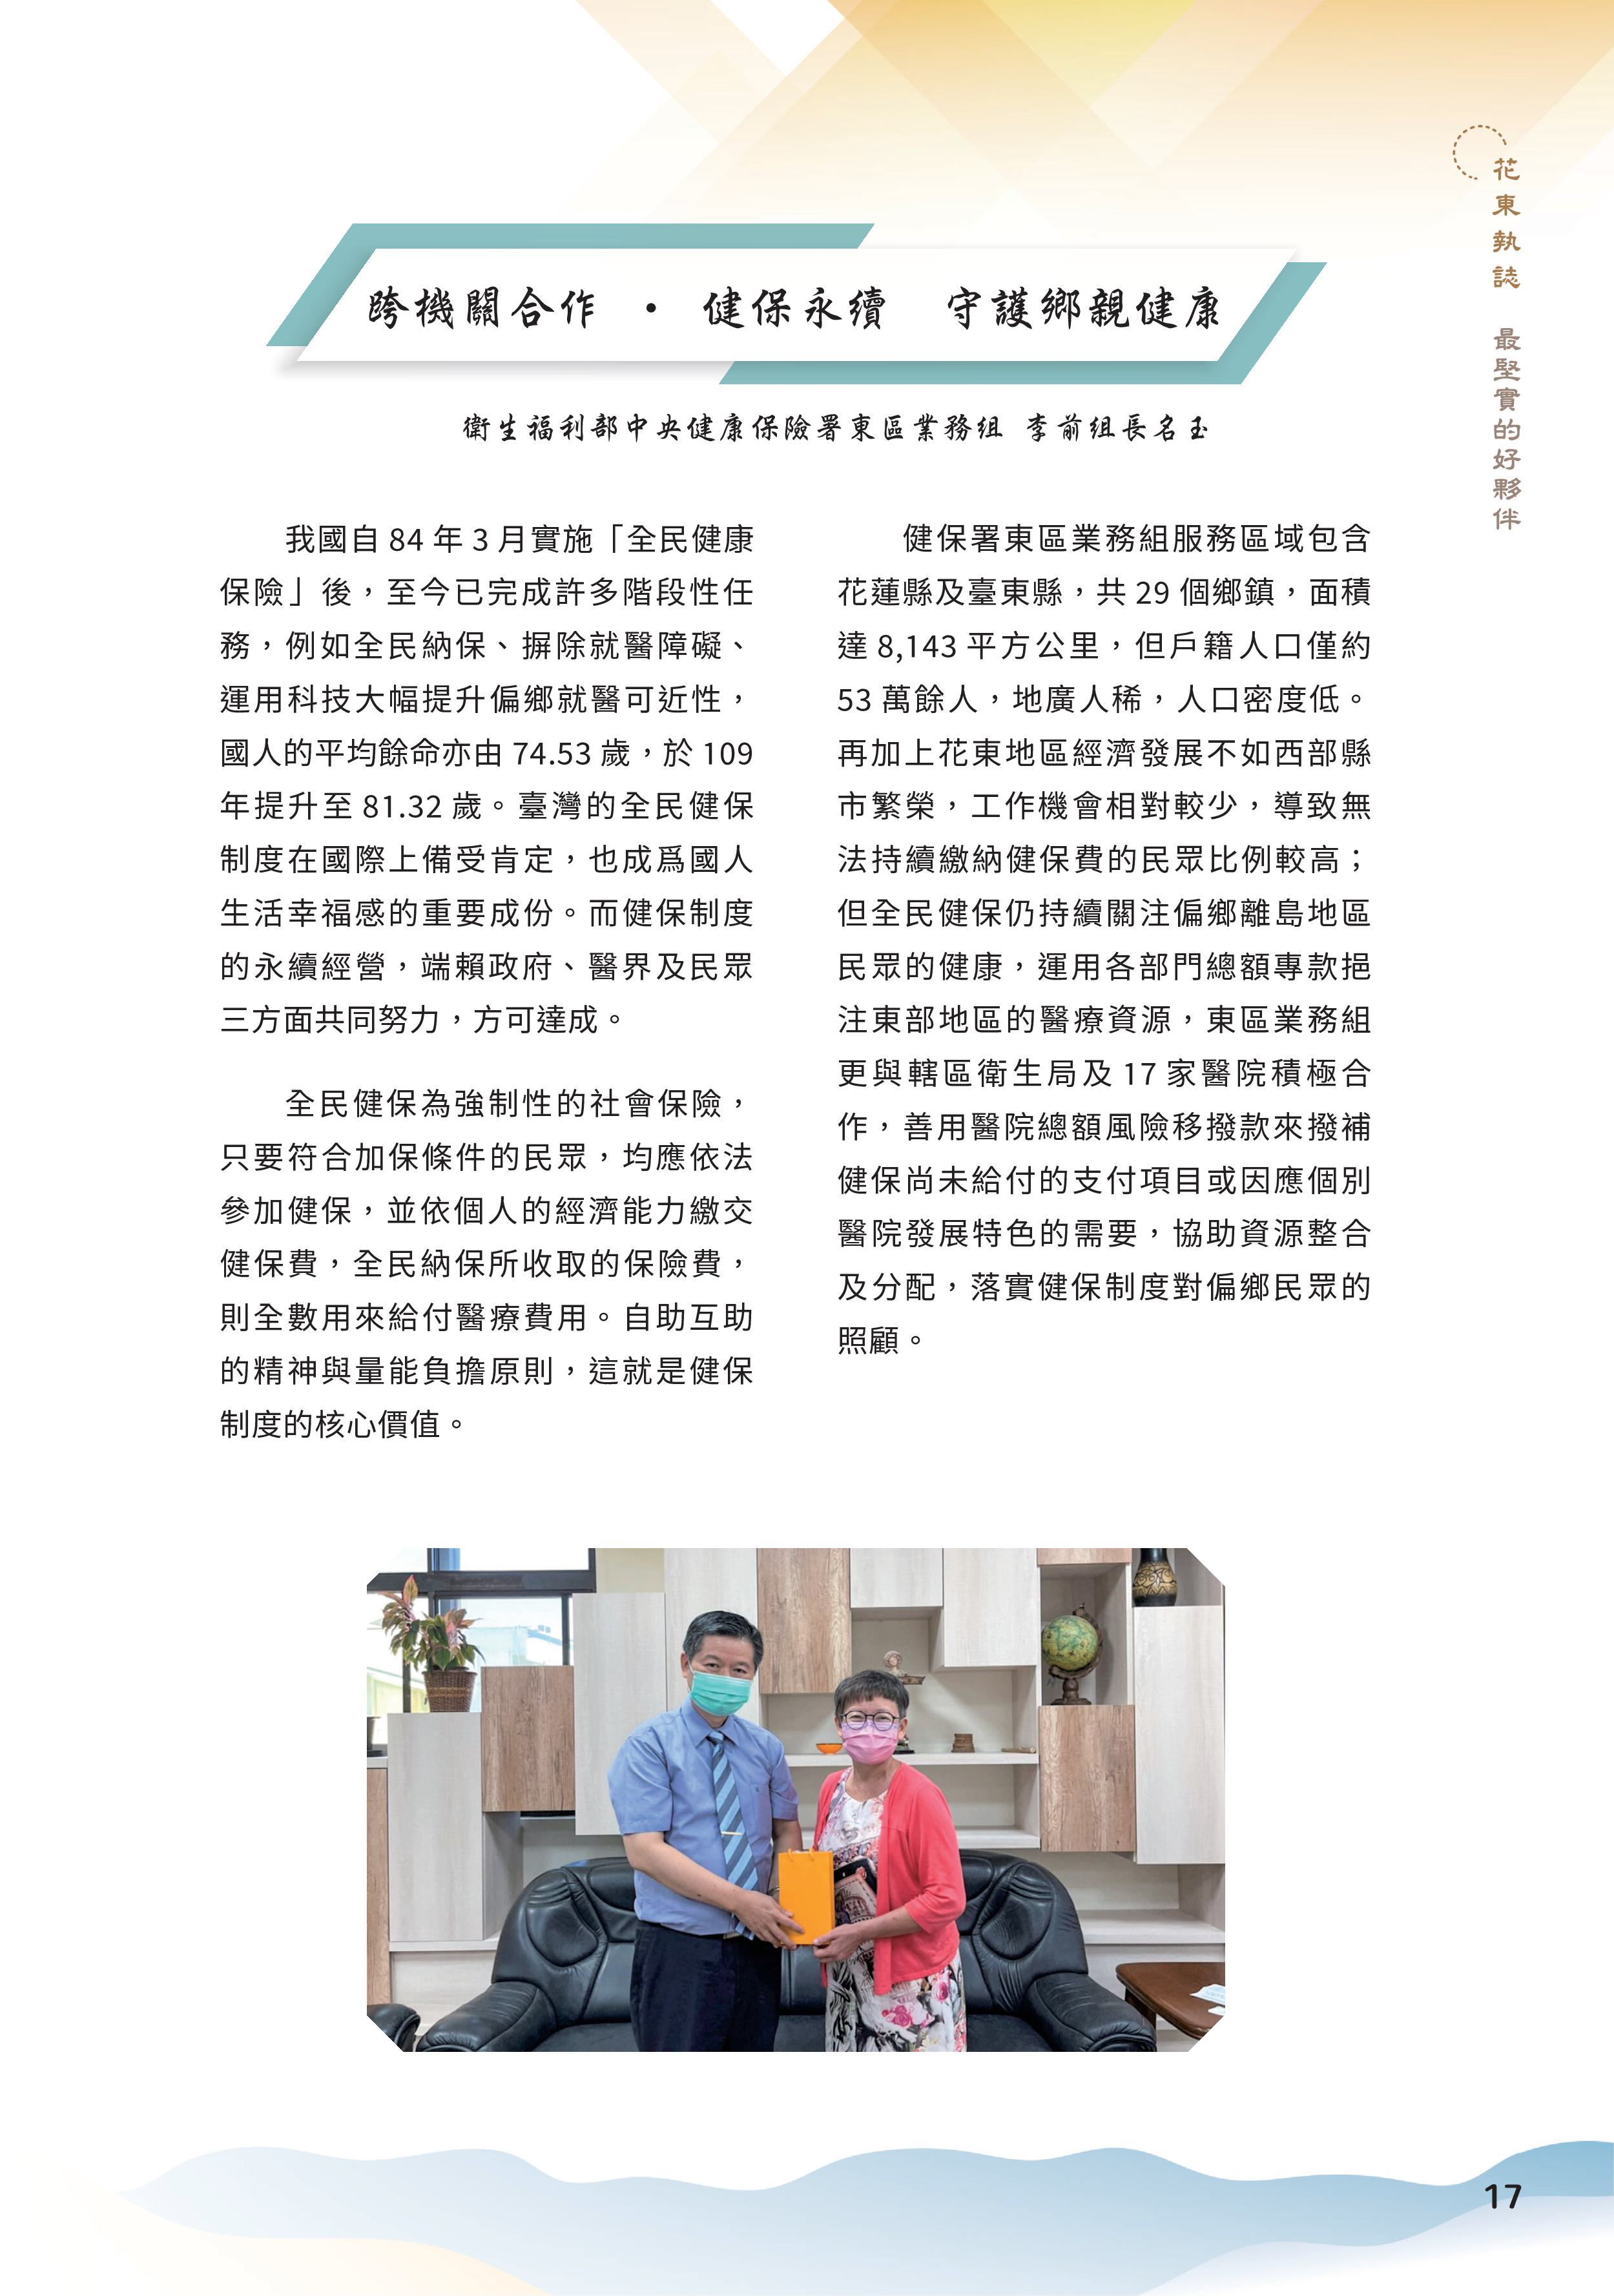 花東執誌　最堅實的好夥伴
跨機關合作 · 健保永續　守護鄉親健康
衛生福利部中央健康保險署東區業務組 李前組長名玉
我國自 84 年 3 月實施「全民健康
保險」後，至今已完成許多階段性任
務，例如全民納保、摒除就醫障礙、
運用科技大幅提升偏鄉就醫可近性，
國人的平均餘命亦由 74.53 歲，於 109
年提升至 81.32 歲。臺灣的全民健保
制度在國際上備受肯定，也成爲國人
生活幸福感的重要成份。而健保制度
的永續經營，端賴政府、醫界及民眾
三方面共同努力，方可達成。
全民健保為強制性的社會保險，
只要符合加保條件的民眾，均應依法
參加健保，並依個人的經濟能力繳交
健保費，全民納保所收取的保險費，
則全數用來給付醫療費用。自助互助
的精神與量能負擔原則，這就是健保
制度的核心價值。
健保署東區業務組服務區域包含
花蓮縣及臺東縣，共 29 個鄉鎮，面積
達 8,143 平方公里，但戶籍人口僅約
53 萬餘人，地廣人稀，人口密度低。
再加上花東地區經濟發展不如西部縣
市繁榮，工作機會相對較少，導致無
法持續繳納健保費的民眾比例較高；
但全民健保仍持續關注偏鄉離島地區
民眾的健康，運用各部門總額專款挹
注東部地區的醫療資源，東區業務組
更與轄區衛生局及 17 家醫院積極合
作，善用醫院總額風險移撥款來撥補
健保尚未給付的支付項目或因應個別
醫院發展特色的需要，協助資源整合
及分配，落實健保制度對偏鄉民眾的
照顧。
17